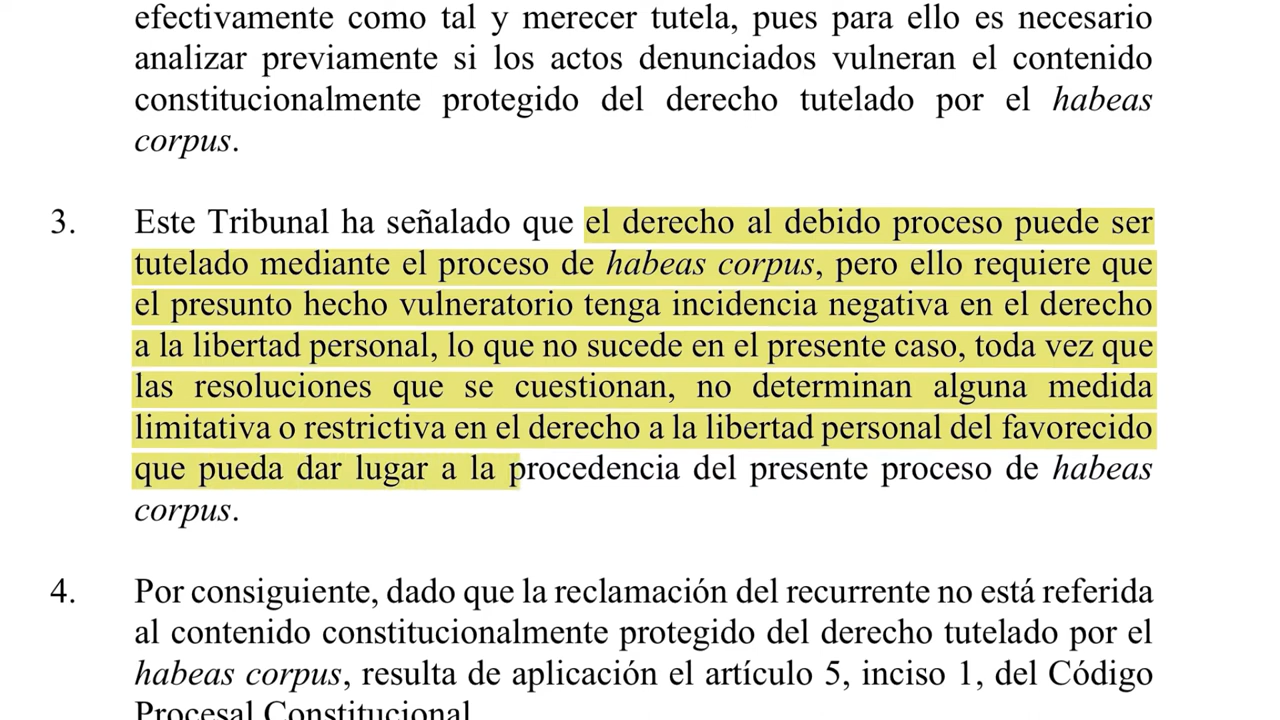 efectivamente como tal y merecer tutela, pues para ello es necesario
analizar previamente si los actos denunciados vulneran el contenido
constitucionalmente protegido del derecho tutelado por el habeas
corpus.
3. Este Tribunal ha señalado que el derecho al debido proceso puede ser
tutelado mediante el proceso de habeas corpus, pero ello requiere que
el presunto hecho vulneratorio tenga incidencia negativa en el derecho
a la libertad personal, lo que no sucede en el presente caso, toda vez que
las resoluciones que se cuestionan, no determinan alguna medida
limitativa o restrictiva en el derecho a la libertad personal del favorecido
que pueda dar lugar a la procedencia del presente proceso de habeas
corpus.
4. Por consiguiente, dado que la reclamación del recurrente no está referida
al contenido constitucionalmente protegido del derecho tutelado por el
habeas corpus, resulta de aplicación el artículo 5, inciso 1, del Código
Procesal Constitucional